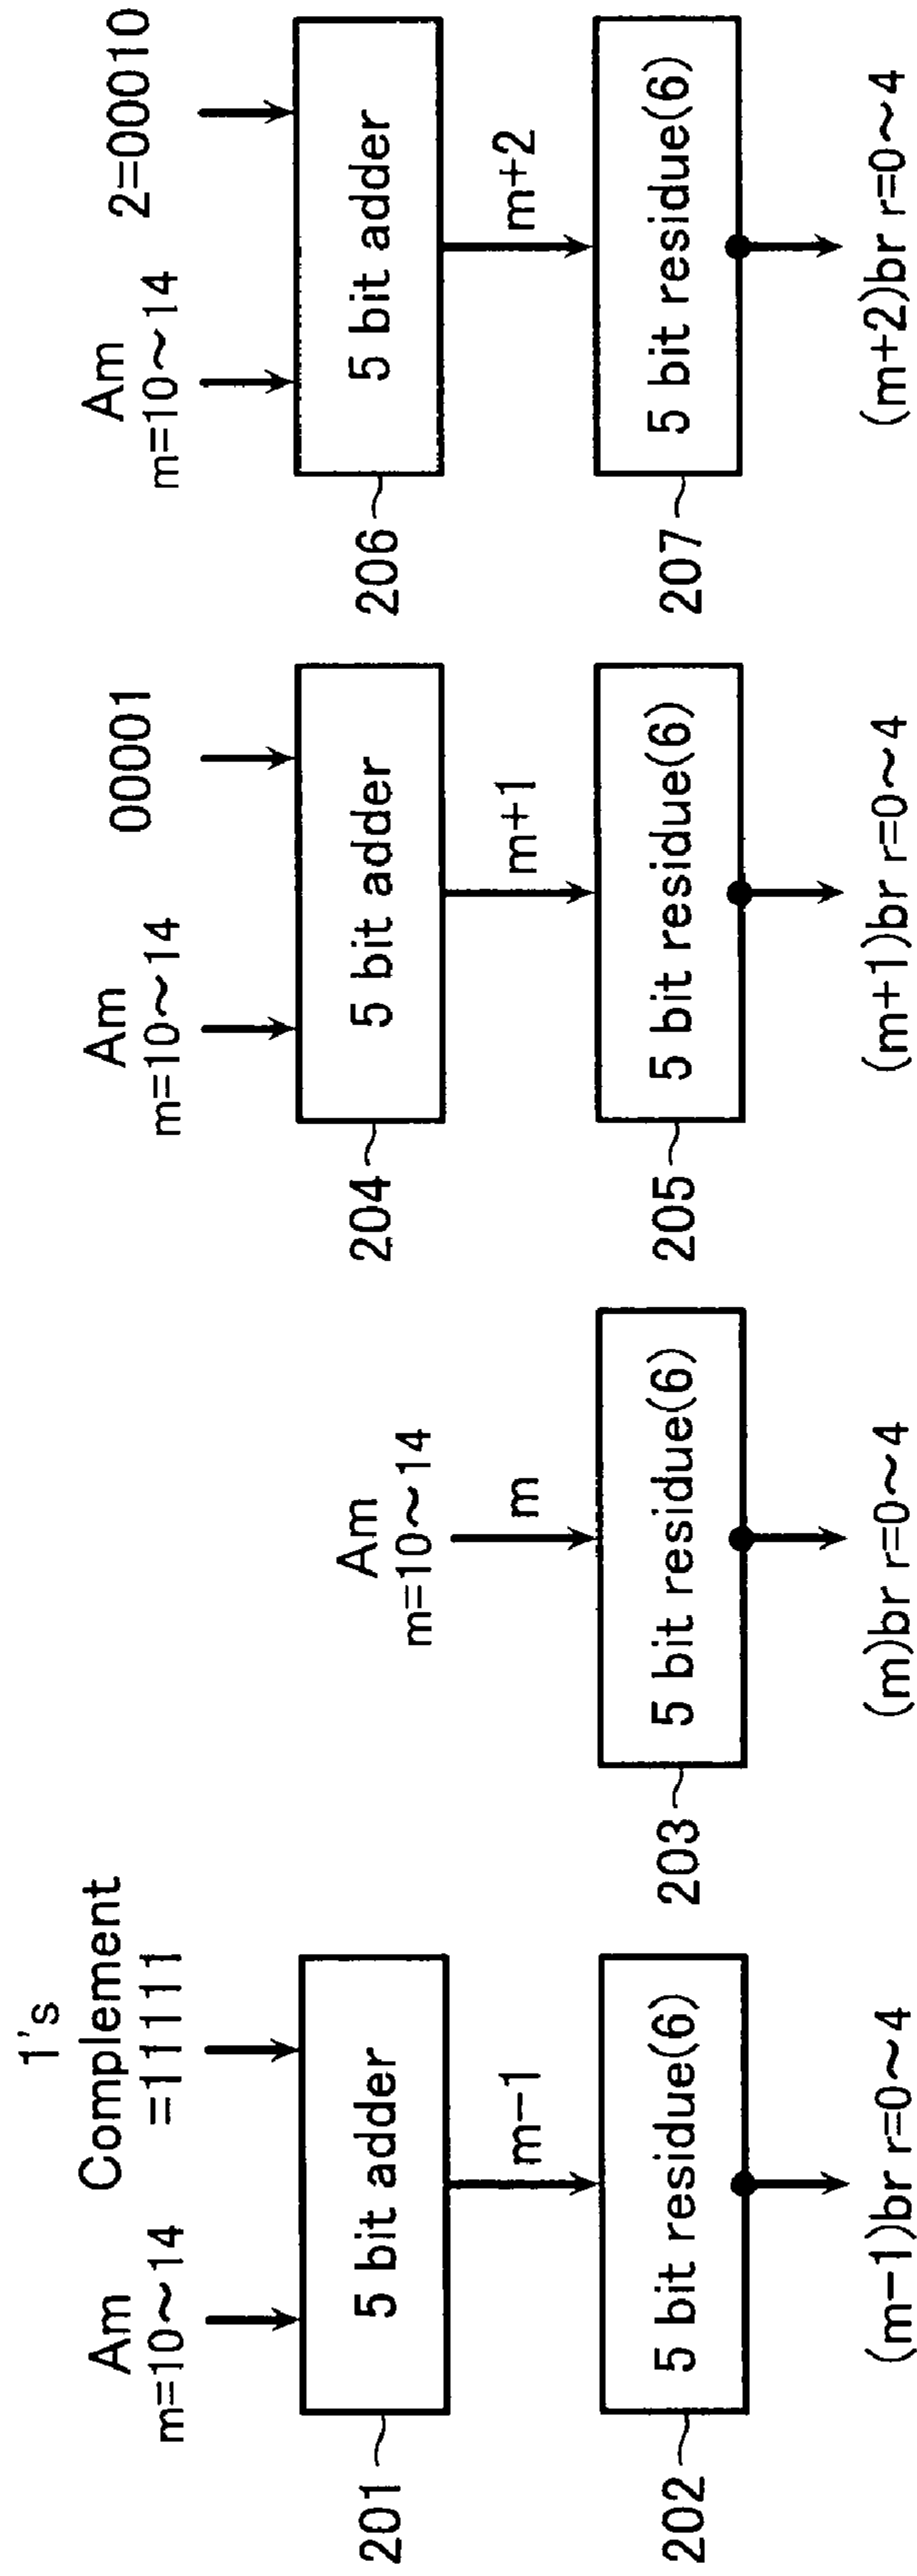 1's
Complement
=11111
Am
m=10~14
201
5 bit adder
m-1
202
5 bit residue(6)
(m-1)br r=0~4
Am
m=10~14
m
203
5 bit residue(6)
(m)br r=0~4
Am
m=10~14
00001
204
5 bit adder
m+1
205
5 bit residue(6)
(m+1)br r=0~4
Am
m=10~14
2=00010
206
5 bit adder
m+2
207
5 bit residue(6)
(m+2)br r=0~4